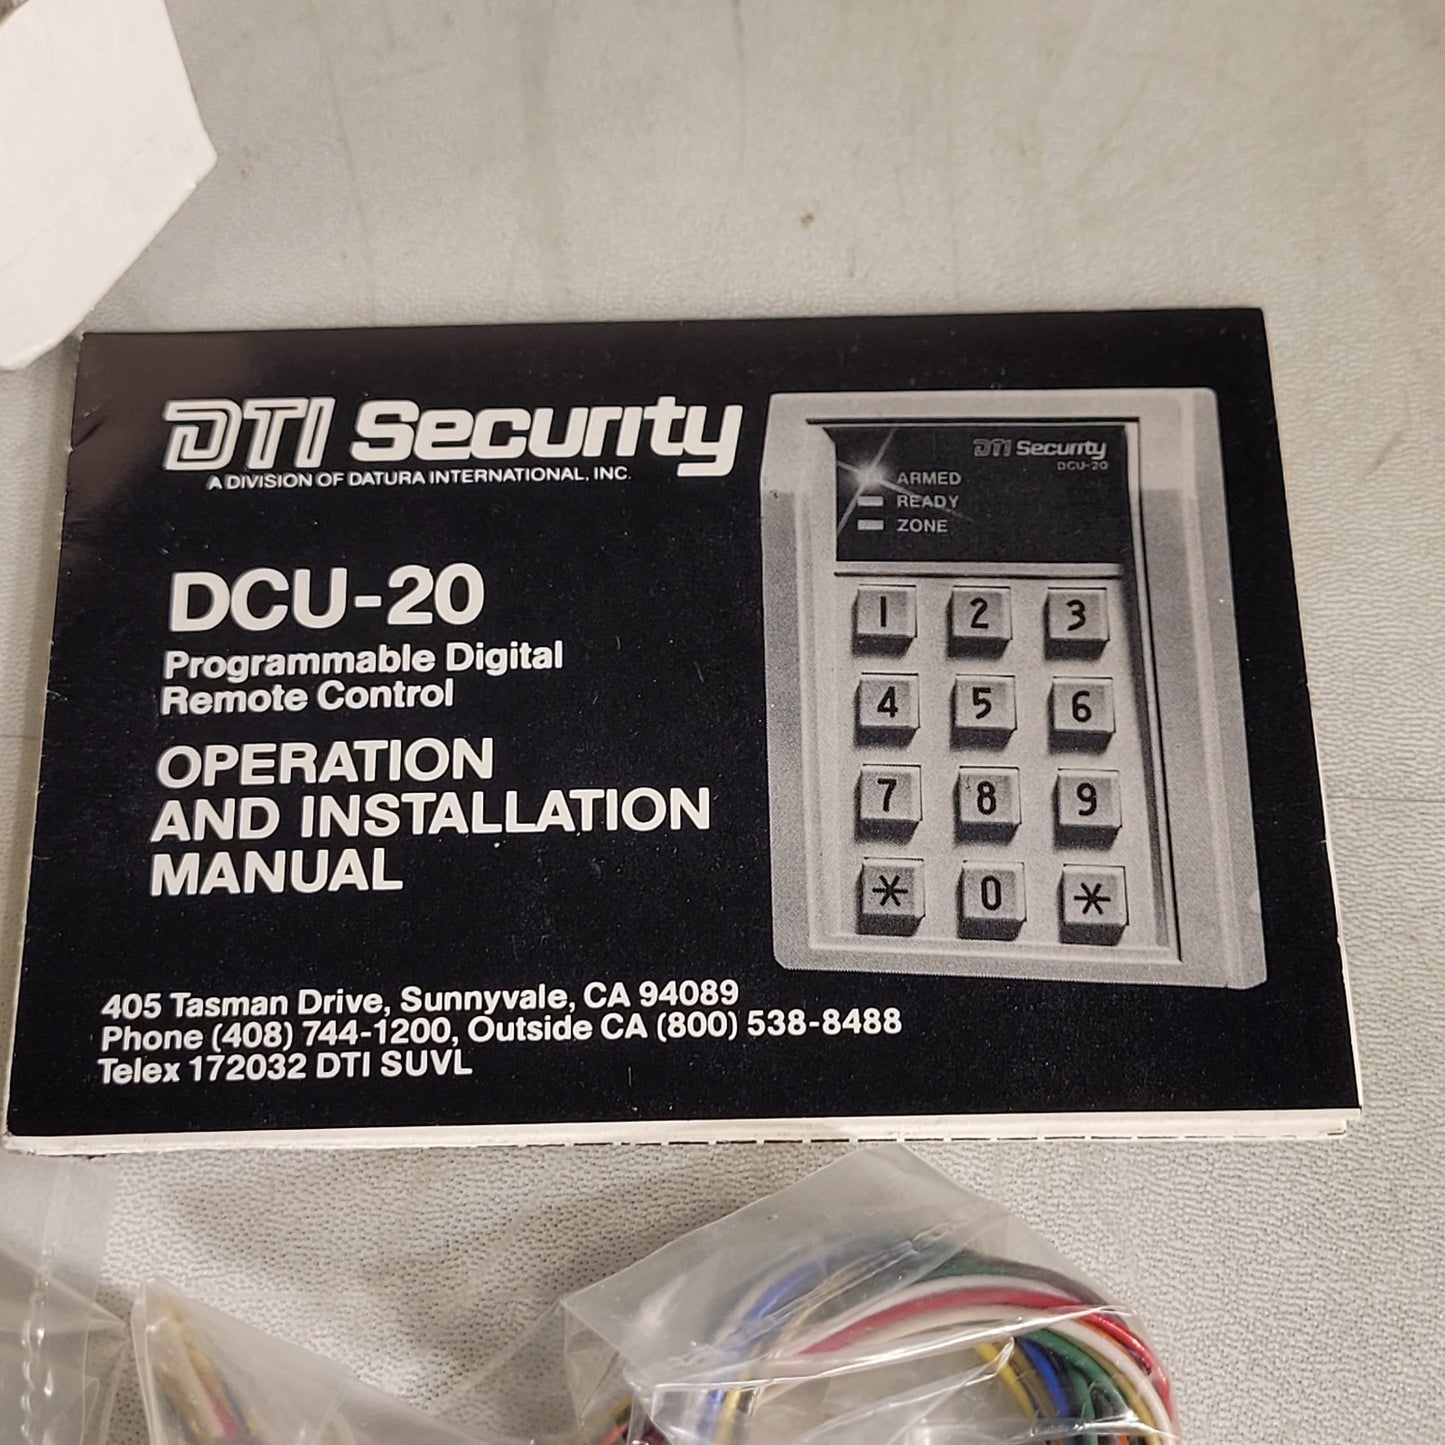 DTI Security
A DIVISION OF DATURA INTERNATIONAL, INC.
DCU-20
Programmable Digital
Remote Control
OPERATION
AND INSTALLATION
MANUAL
405 Tasman Drive, Sunnyvale, CA 94089
Phone (408) 744-1200, Outside CA (800) 538-8488
Telex 172032 DTI SUVL
DTI Security
DCU-20
ARMED
READY
ZONE
1 2 3
4 5 6
7 8 9
* 0 *